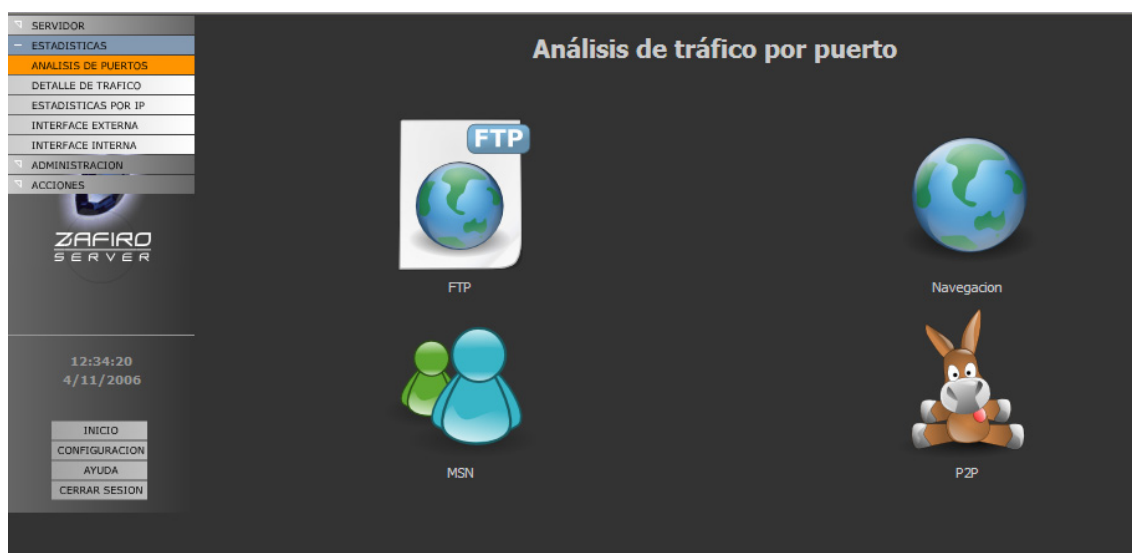 SERVIDOR
ESTADISTICAS
ANALISIS DE PUERTOS
DETALLE DE TRAFICO
ESTADISTICAS POR IP
INTERFACE EXTERNA
INTERFACE INTERNA
ADMINISTRACION
ACCIONES
ZAFIRO
SERVER
12:34:20
4/11/2006
INICIO
CONFIGURACION
AYUDA
CERRAR SESION
Análisis de tráfico por puerto
FTP
FTP
Navegacion
MSN
P2P